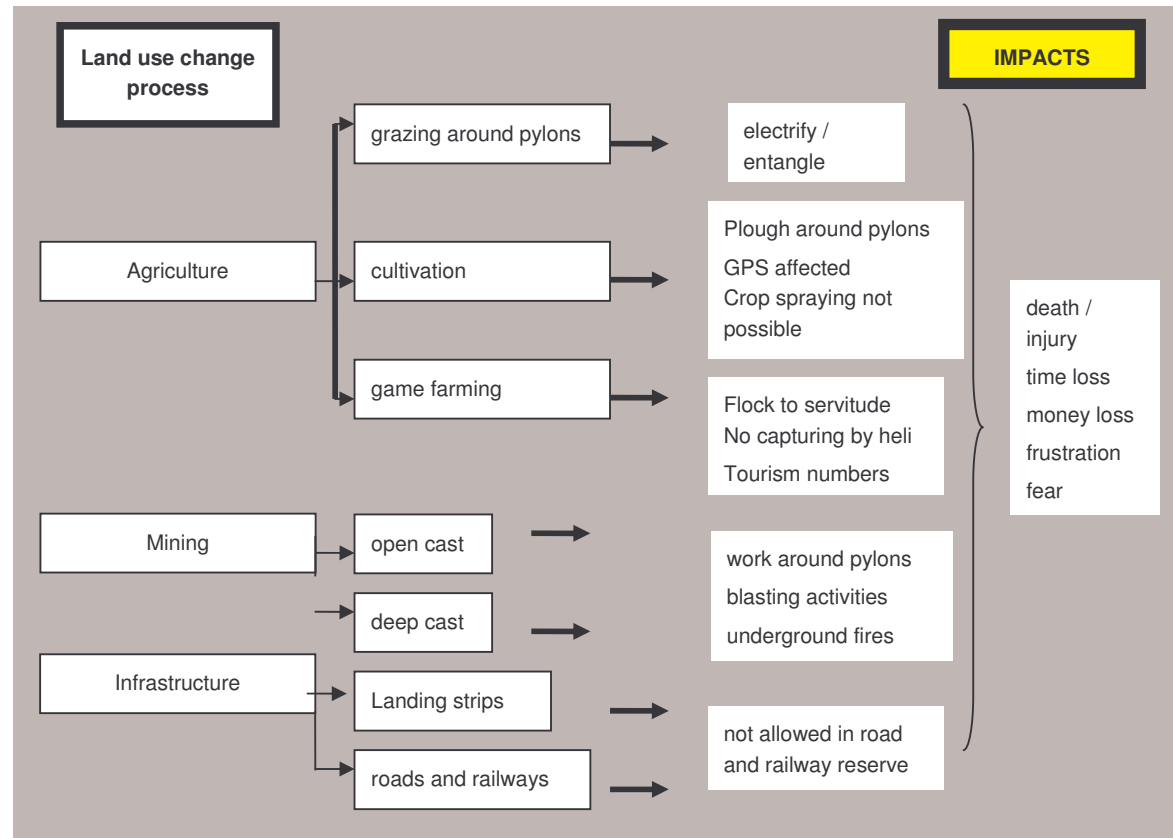 Land use change
process
IMPACTS
Agriculture
grazing around pylons
electrify /
entangle
cultivation
Plough around pylons
GPS affected
Crop spraying not
possible
game farming
Flock to servitude
No capturing by heli
Tourism numbers
Mining
open cast
deep cast
work around pylons
blasting activities
underground fires
Infrastructure
Landing strips
roads and railways
not allowed in road
and railway reserve
death /
injury
time loss
money loss
frustration
fear